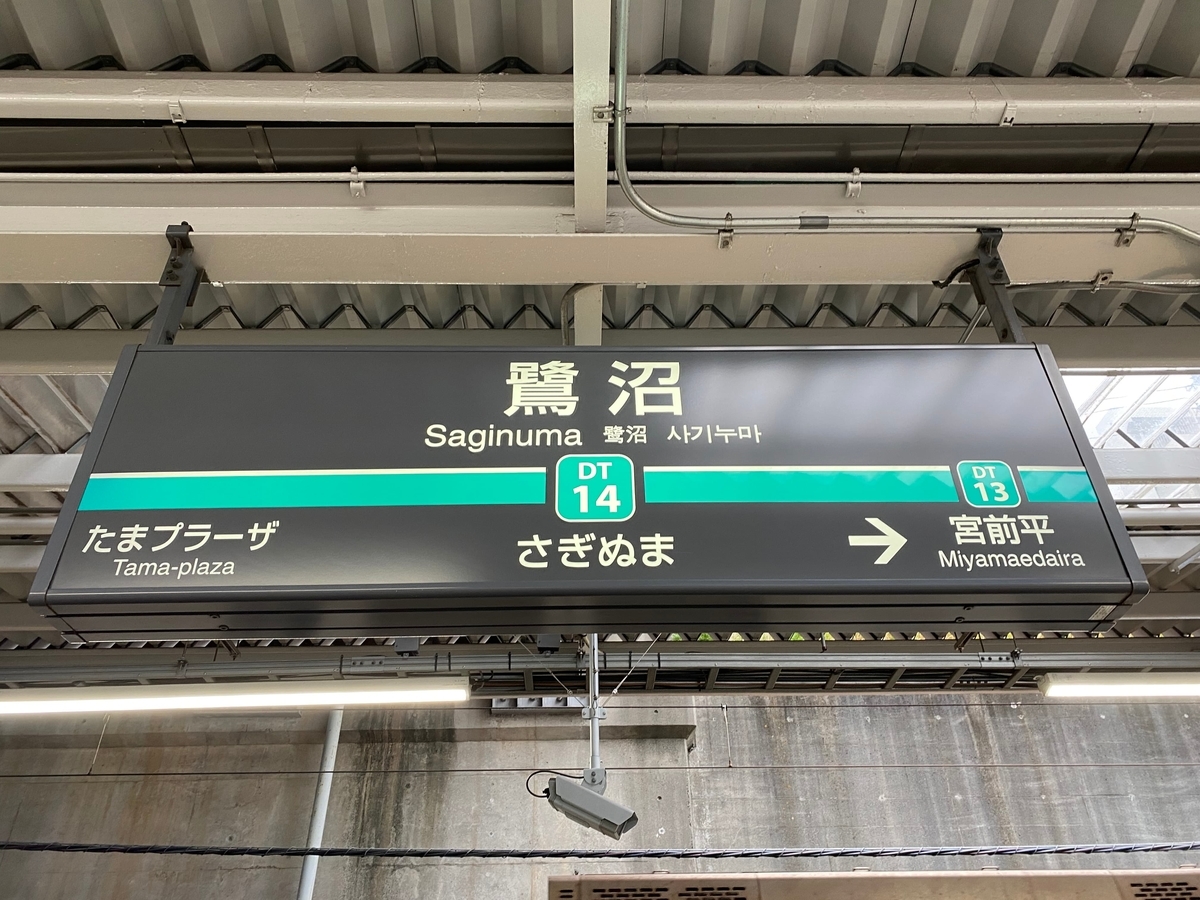 鷺沼
Saginuma 鹭沼 사기누마
DT
14
DT
13
たまプラーザ
Tama-plaza
さぎぬま
→
宮前平
Miyamaedaira